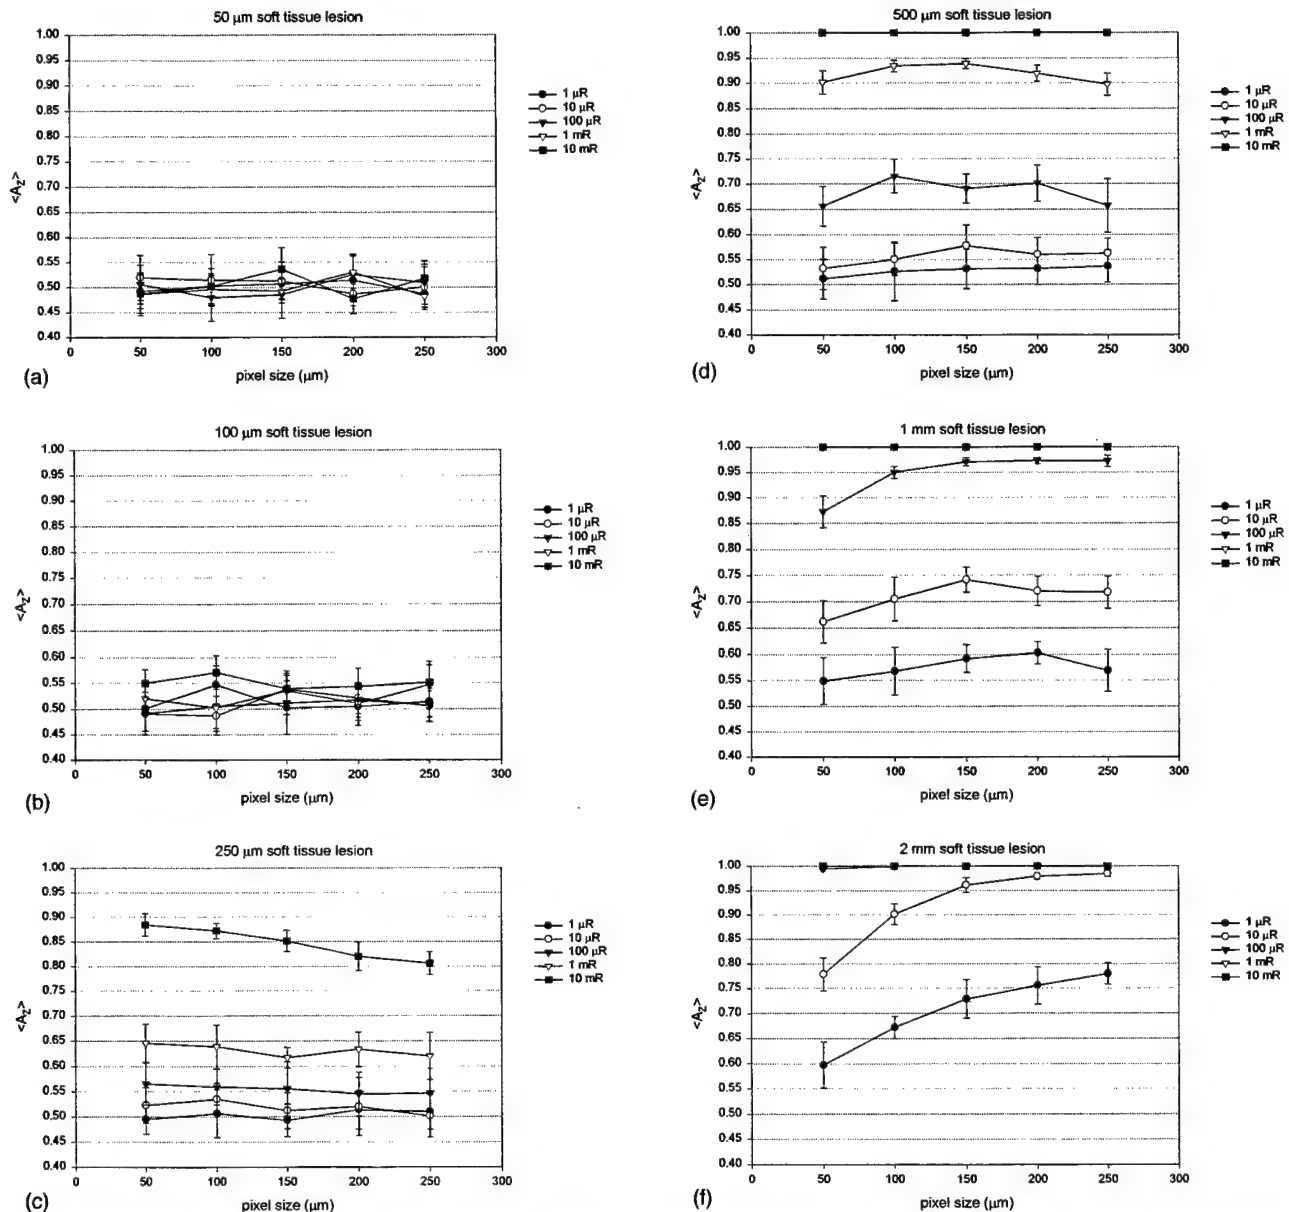 50 μm soft tissue lesion
1.00
0.95
0.90
0.85
0.80
0.75
0.70
0.65
0.60
0.55
0.50
0.45
0.40
<A_Z>
0 50 100 150 200 250 300
pixel size (μm)
1 μR
10 μR
100 μR
1 mR
10 mR
(a)
100 μm soft tissue lesion
1.00
0.95
0.90
0.85
0.80
0.75
0.70
0.65
0.60
0.55
0.50
0.45
0.40
<A_Z>
0 50 100 150 200 250 300
pixel size (μm)
1 μR
10 μR
100 μR
1 mR
10 mR
(b)
250 μm soft tissue lesion
1.00
0.95
0.90
0.85
0.80
0.75
0.70
0.65
0.60
0.55
0.50
0.45
0.40
<A_Z>
0 50 100 150 200 250 300
pixel size (μm)
1 μR
10 μR
100 μR
1 mR
10 mR
(c)
500 μm soft tissue lesion
1.00
0.95
0.90
0.85
0.80
0.75
0.70
0.65
0.60
0.55
0.50
0.45
0.40
<A_Z>
0 50 100 150 200 250 300
pixel size (μm)
1 μR
10 μR
100 μR
1 mR
10 mR
(d)
1 mm soft tissue lesion
1.00
0.95
0.90
0.85
0.80
0.75
0.70
0.65
0.60
0.55
0.50
0.45
0.40
<A_Z>
0 50 100 150 200 250 300
pixel size (μm)
1 μR
10 μR
100 μR
1 mR
10 mR
(e)
2 mm soft tissue lesion
1.00
0.95
0.90
0.85
0.80
0.75
0.70
0.65
0.60
0.55
0.50
0.45
0.40
<A_Z>
0 50 100 150 200 250 300
pixel size (μm)
1 μR
10 μR
100 μR
1 mR
10 mR
(f)